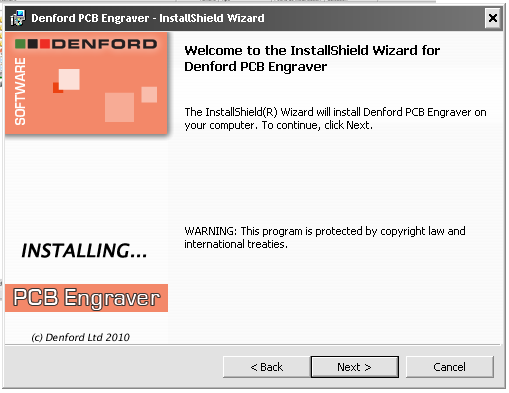 Denford PCB Engraver - InstallShield Wizard
DENFORD
SOFTWARE
Welcome to the InstallShield Wizard for
Denford PCB Engraver
The InstallShield(R) Wizard will install Denford PCB Engraver on
your computer. To continue, click Next.
WARNING: This program is protected by copyright law and
international treaties.
INSTALLING...
PCB Engraver
(c) Denford Ltd 2010
< Back
Next >
Cancel